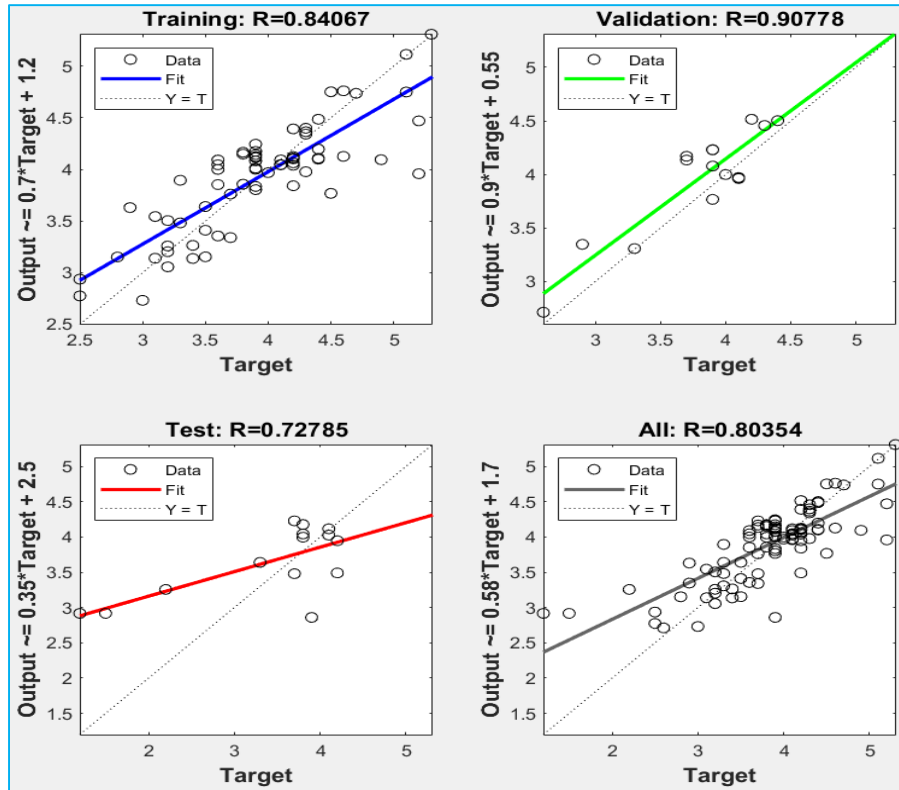 Training: R=0.84067
Output ~= 0.7*Target + 1.2
Data
Fit
Y = T
5
4.5
4
3.5
3
2.5
2.5
3
3.5
4
4.5
5
Target
Validation: R=0.90778
Output ~= 0.9*Target + 0.55
Data
Fit
Y = T
5
4.5
4
3.5
3
3
3.5
4
4.5
5
Target
Test: R=0.72785
Output ~= 0.35*Target + 2.5
Data
Fit
Y = T
5
4.5
4
3.5
3
2.5
2
1.5
2
3
4
5
Target
All: R=0.80354
Output ~= 0.58*Target + 1.7
Data
Fit
Y = T
5
4.5
4
3.5
3
2.5
2
1.5
2
3
4
5
Target